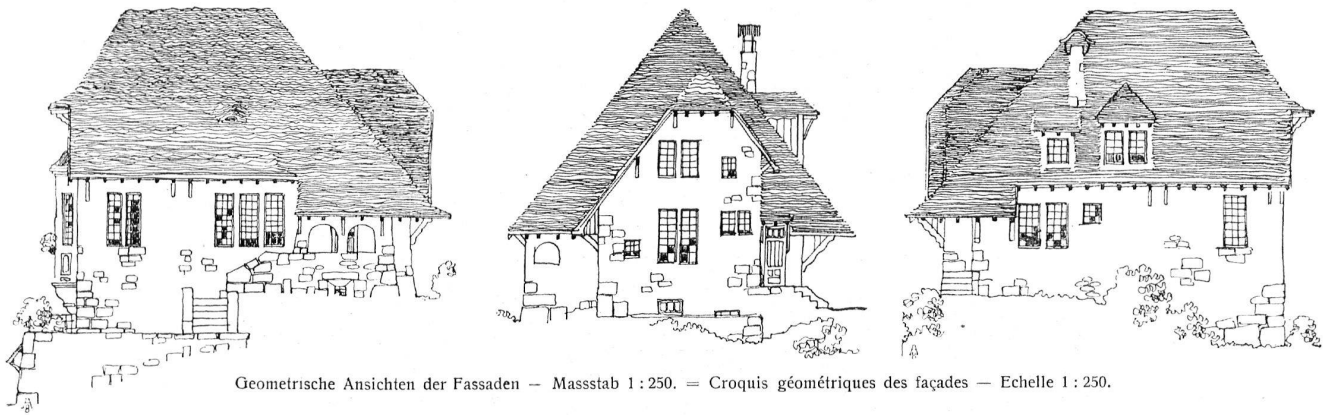 Geometrische Ansichten der Fassaden — Massstab 1 : 250. = Croquis géométriques des façades — Echelle 1 : 250.